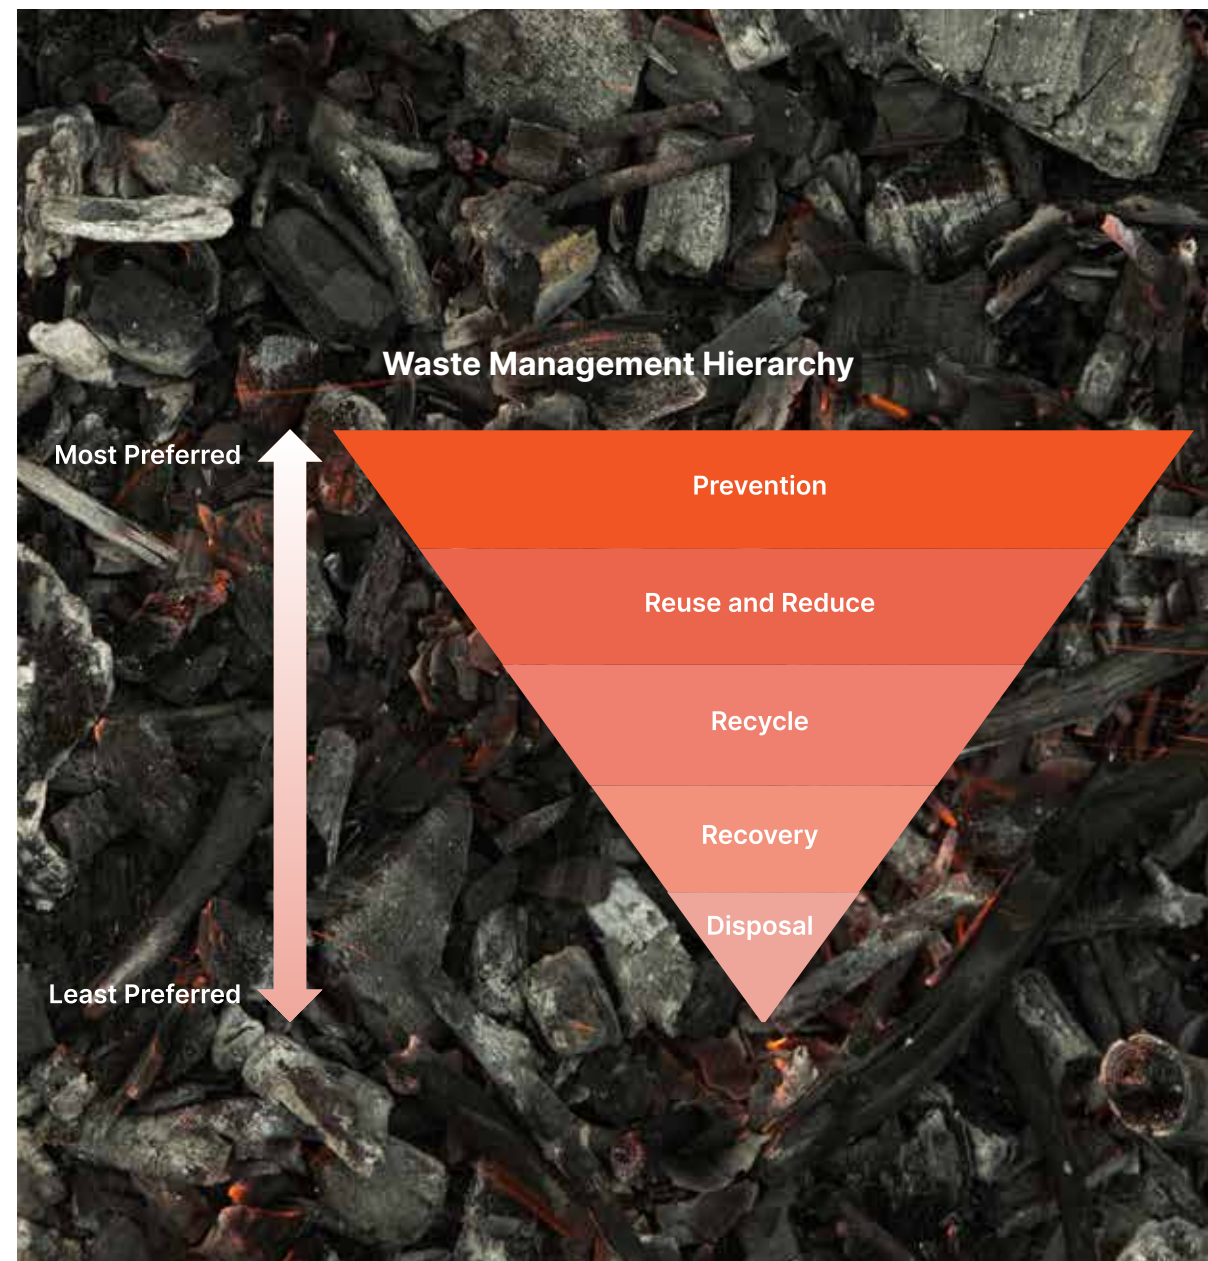 Waste Management Hierarchy
Most Preferred
Prevention
Reuse and Reduce
Recycle
Recovery
Disposal
Least Preferred